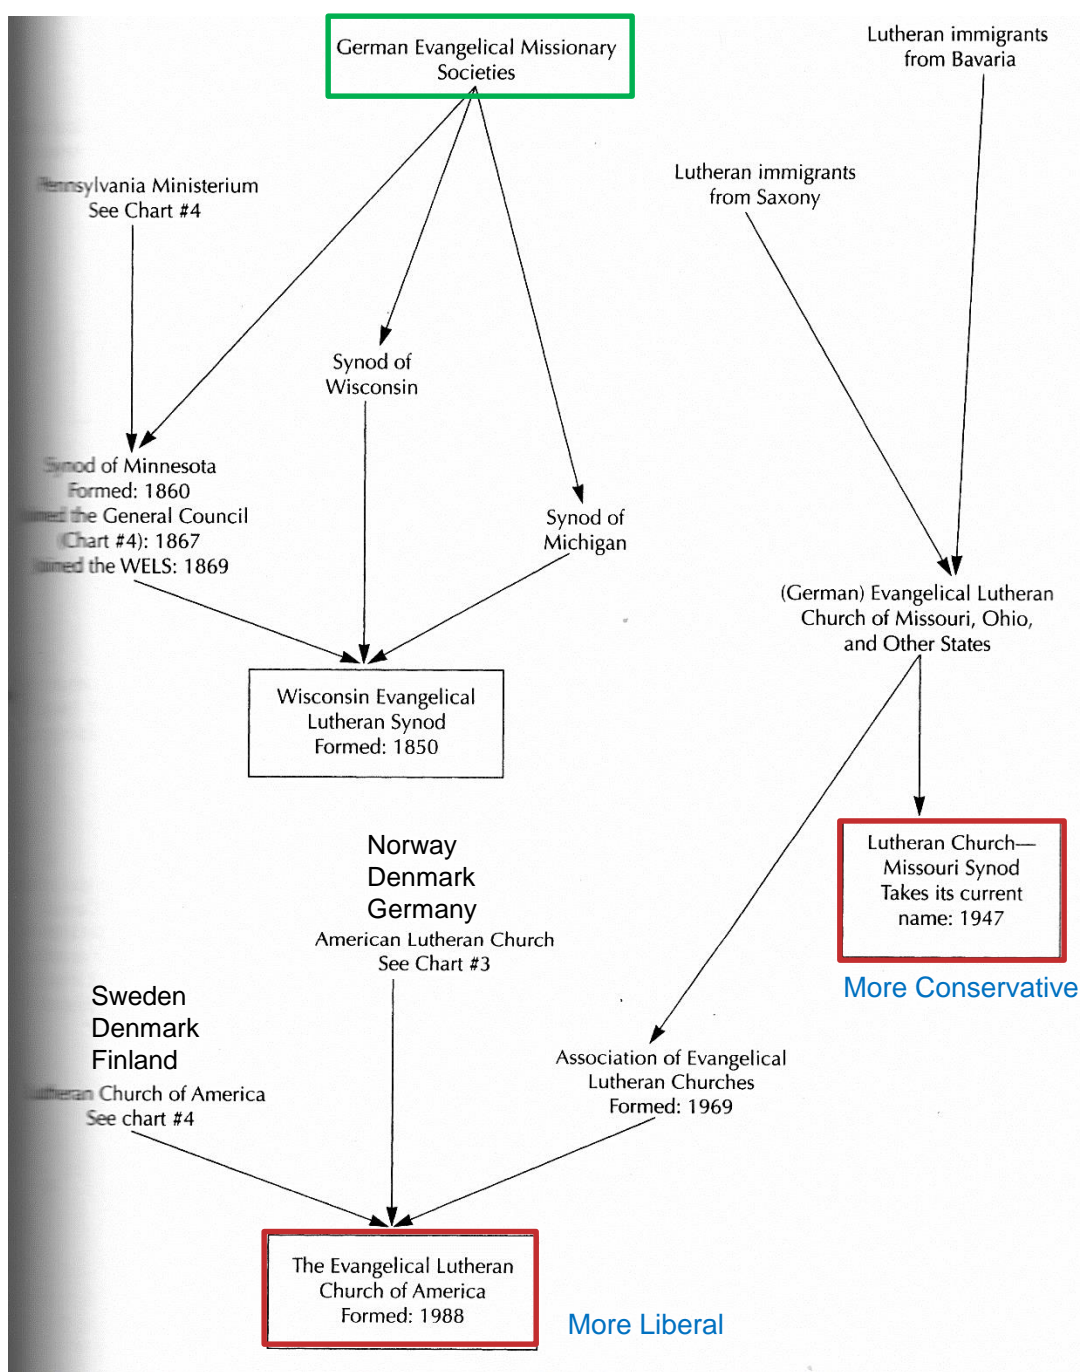 German Evangelical Missionary
Societies
Lutheran immigrants
from Bavaria
Pennsylvania Ministerium
See Chart #4
Lutheran immigrants
from Saxony
Synod of
Wisconsin
Synod of Minnesota
Formed: 1860
Joined the General Council
(Chart #4): 1867
Joined the WELS: 1869
Synod of
Michigan
(German) Evangelical Lutheran
Church of Missouri, Ohio,
and Other States
Wisconsin Evangelical
Lutheran Synod
Formed: 1850
Lutheran Church—
Missouri Synod
Takes its current
name: 1947
More Conservative
Norway
Denmark
Germany
American Lutheran Church
See Chart #3
Sweden
Denmark
Finland
Lutheran Church of America
See chart #4
Association of Evangelical
Lutheran Churches
Formed: 1969
The Evangelical Lutheran
Church of America
Formed: 1988
More Liberal